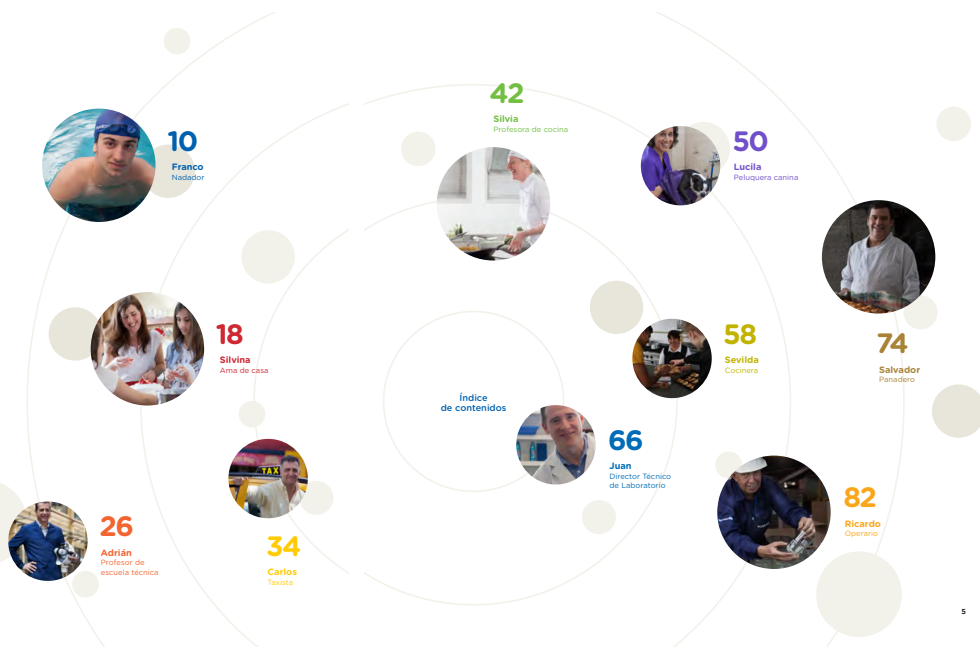 10
Franco
Nadador
18
Silvina
Ama de casa
26
Adrián
Profesor de
escuela técnica
TAXI
34
Carlos
Taxista
42
Silvia
Profesora de cocina
50
Lucila
Peluquera canina
58
Sevilda
Cocinera
Índice
de contenidos
66
Juan
Director Técnico
de Laboratorio
74
Salvador
Panadero
82
Ricardo
Operario
5